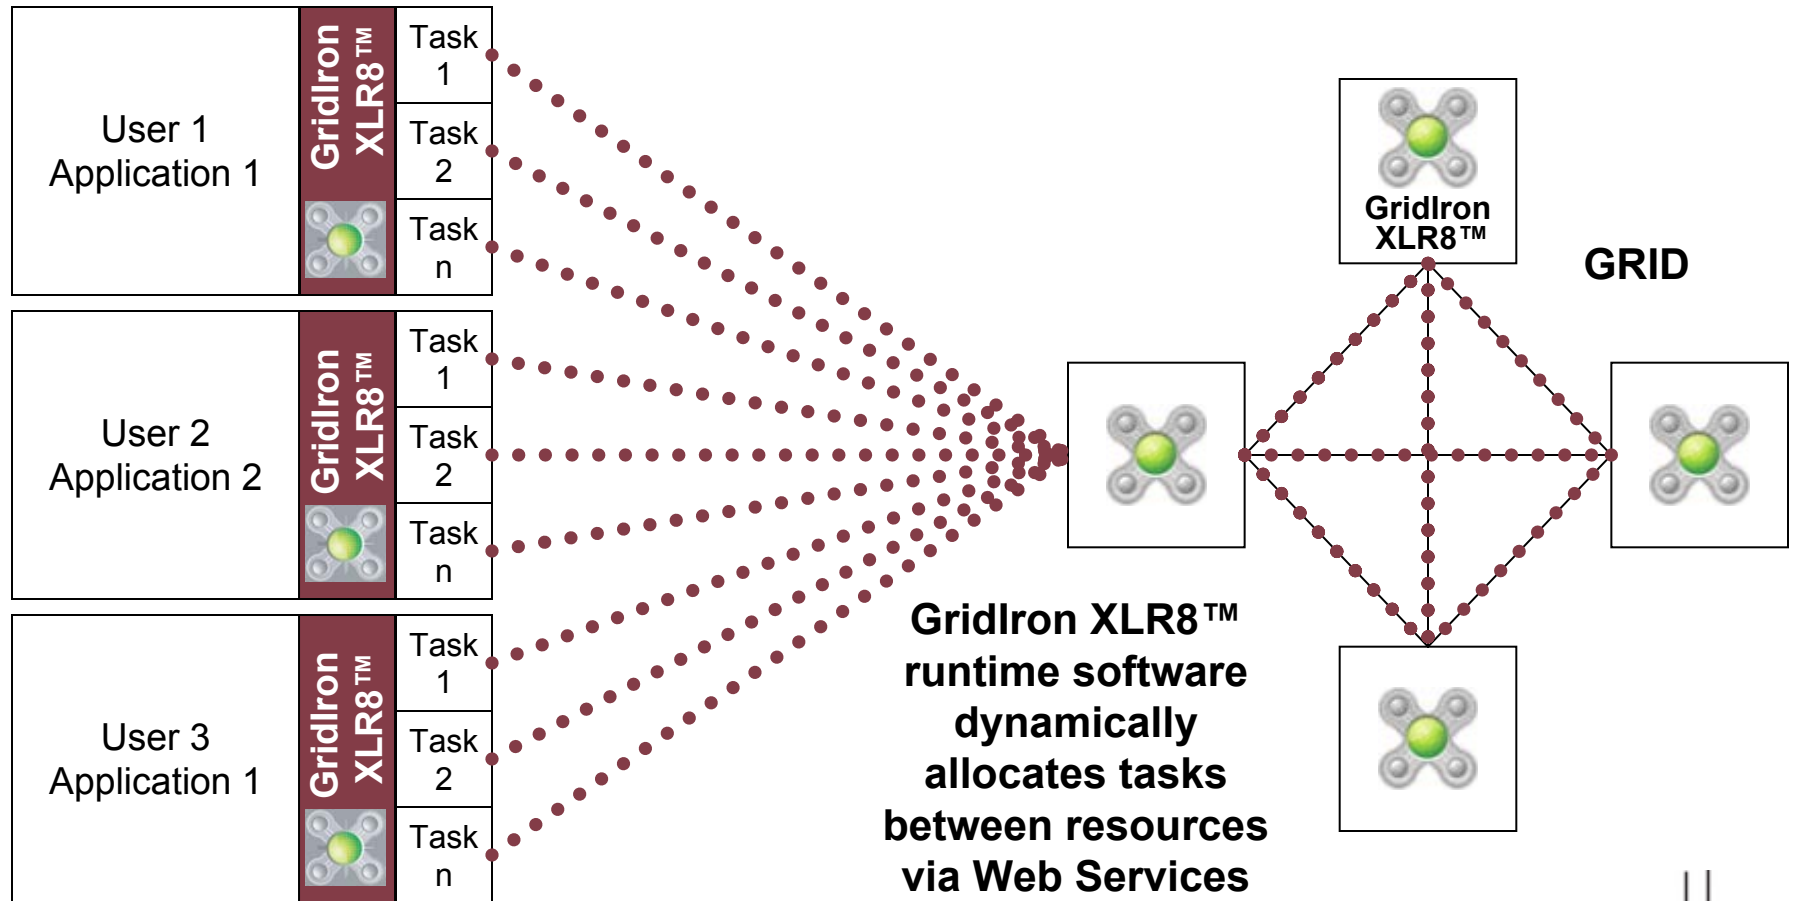 User 1
Application 1
GridIron
XLR8™
Task
1
Task
2
Task
n
User 2
Application 2
GridIron
XLR8™
Task
1
Task
2
Task
n
User 3
Application 1
GridIron
XLR8™
Task
1
Task
2
Task
n
GridIron
XLR8™
GRID
GridIron XLR8™
runtime software
dynamically
allocates tasks
between resources
via Web Services